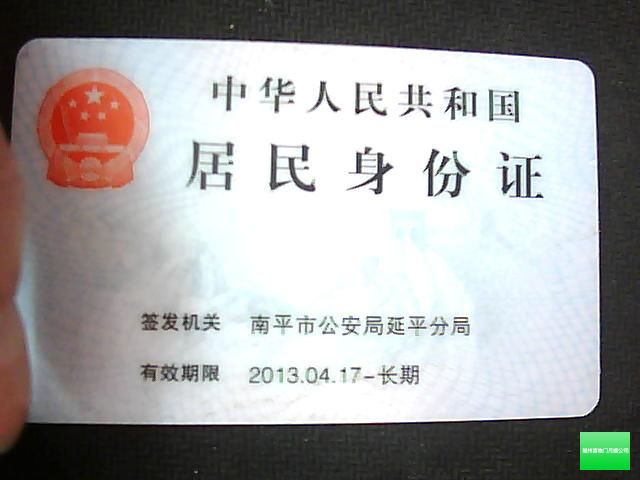 中华人民共和国
居民身份证
签发机关 南平市公安局延平分局
有效期限 2013.04.17-长期